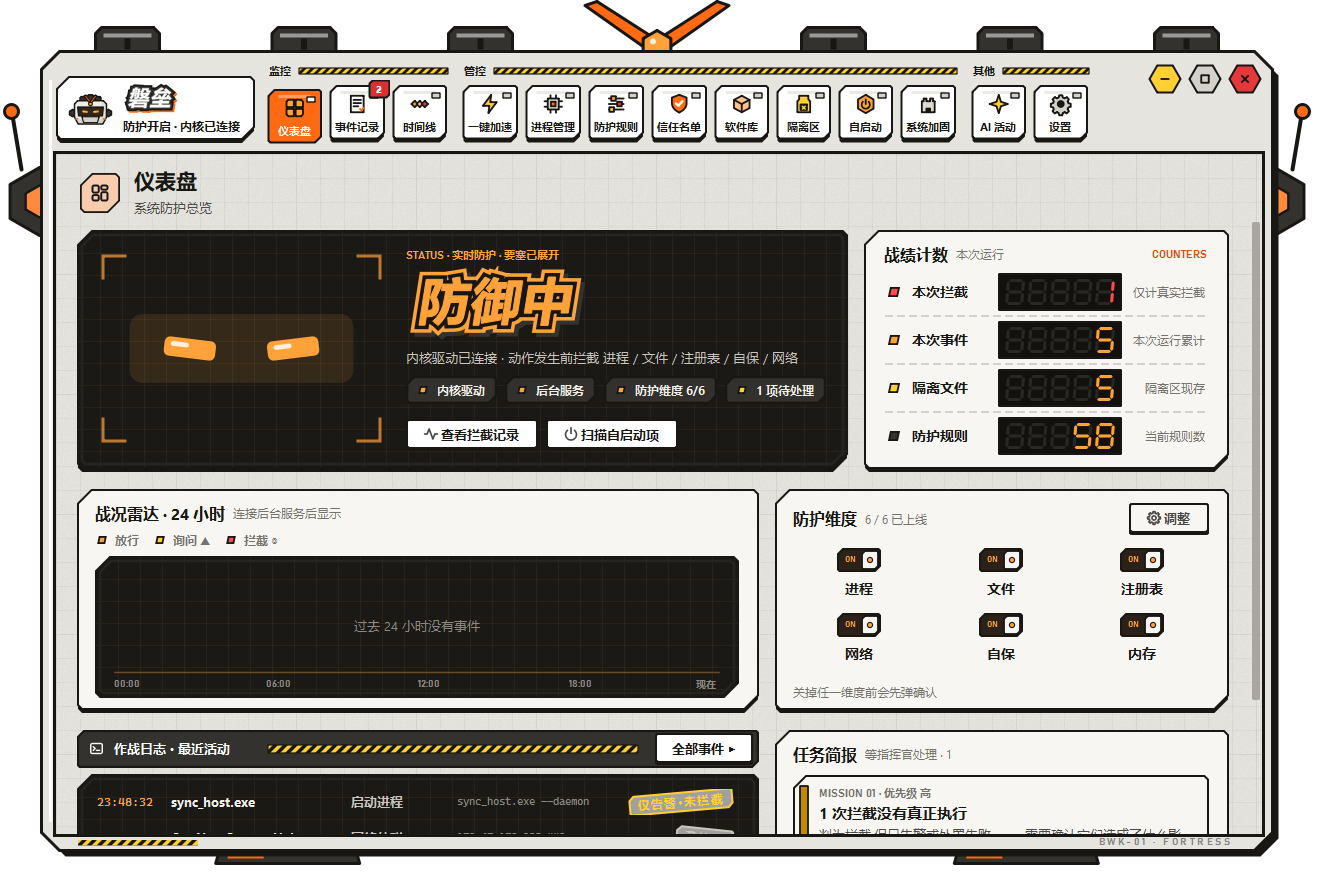 监控
管控
其他
磐垒
防护开启 · 内核已连接
2
仪表盘
事件记录
时间线
一键加速
进程管理
防护规则
信任名单
软件库
隔离区
自启动
系统加固
AI 活动
设置
仪表盘
系统防护总览
STATUS · 实时防护 · 要塞已展开
防御中
内核驱动已连接 · 动作发生前拦截 进程 / 文件 / 注册表 / 自保 / 网络
内核驱动
后台服务
防护维度 6/6
1 项待处理
查看拦截记录
扫描自启动项
战绩计数 本次运行
COUNTERS
本次拦截 1 仅计真实拦截
本次事件 5 本次运行累计
隔离文件 5 隔离区现存
防护规则 58 当前规则数
战况雷达 · 24 小时 连接后台服务后显示
放行 询问 拦截
过去 24 小时没有事件
00:00 06:00 12:00 18:00 现在
防护维度 6 / 6 已上线
调整
ON ON ON
进程 文件 注册表
ON ON ON
网络 自保 内存
关掉任一维度前会先弹确认
作战日志 · 最近活动
全部事件 ▸
23:48:32 sync_host.exe 启动进程 sync_host.exe --daemon 仅告警·未拦截
任务简报 等指挥官处理 · 1
MISSION 01 · 优先级 高
1 次拦截没有真正执行
BWK-01 · FORTRESS